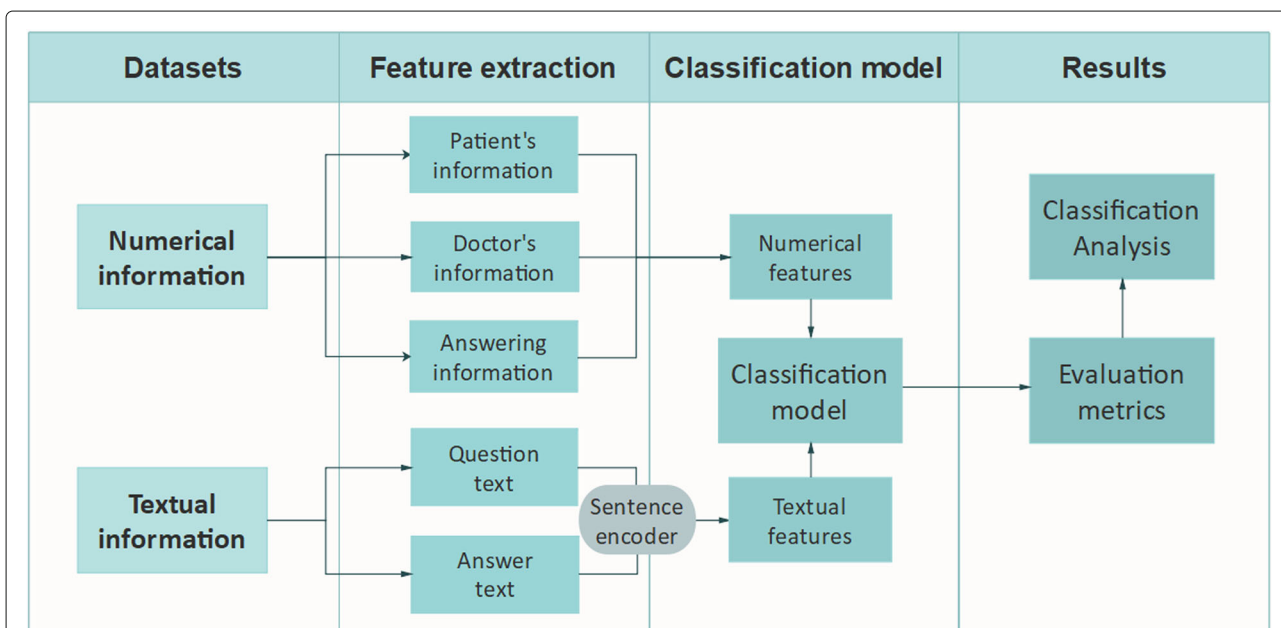 Datasets
Feature extraction
Classification model
Results
Numerical
information
Patient's
information
Doctor's
information
Answering
information
Textual
information
Question
text
Answer
text
Sentence
encoder
Numerical
features
Classification
model
Textual
features
Classification
Analysis
Evaluation
metrics